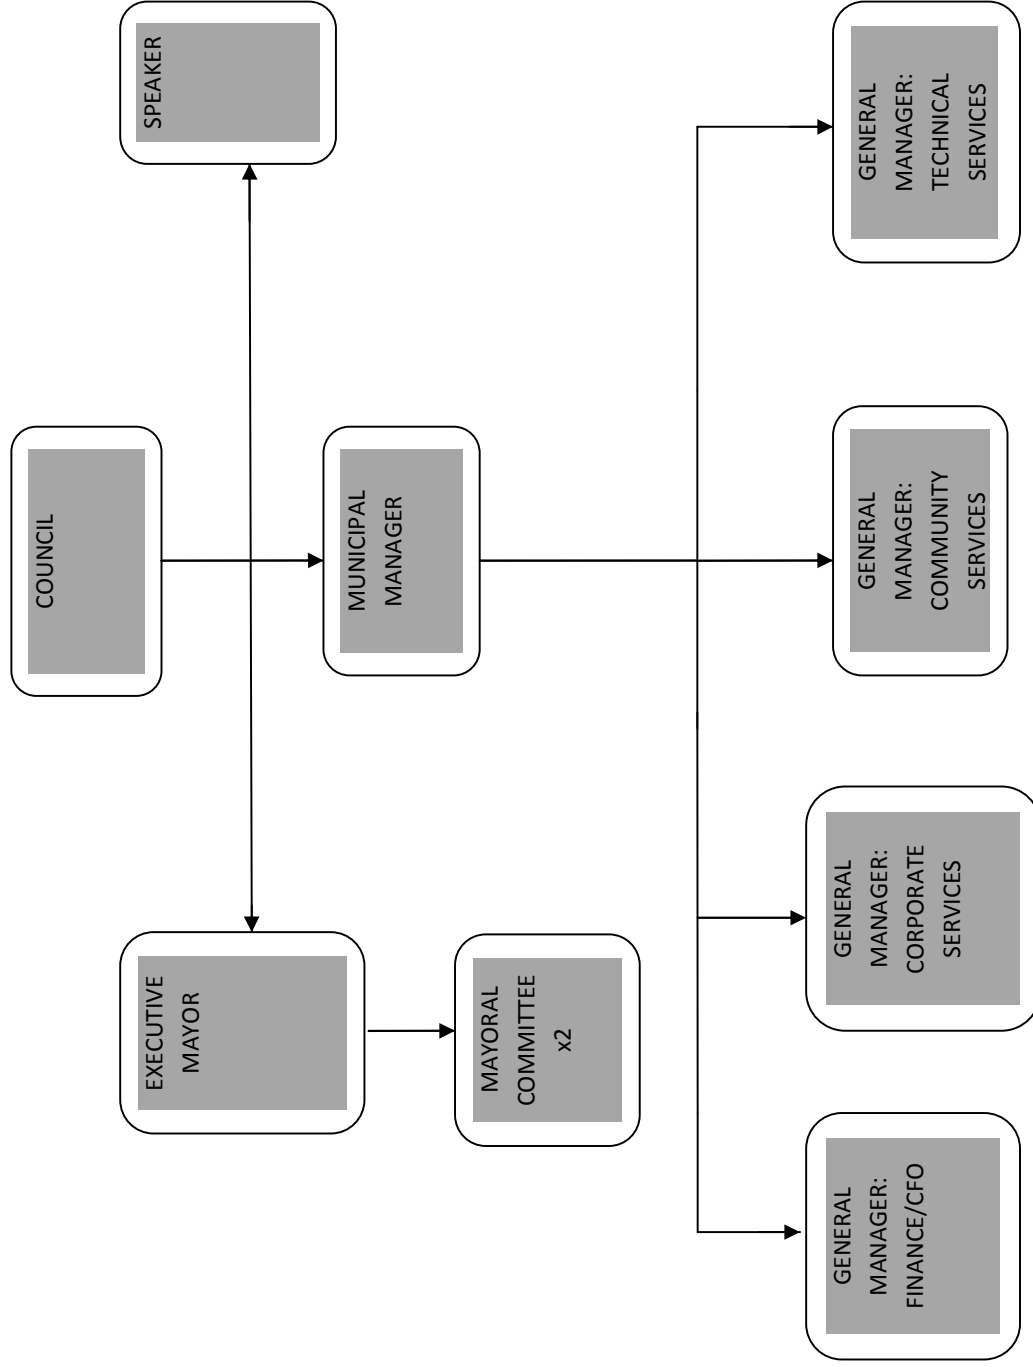 COUNCIL
EXECUTIVE
MAYOR
SPEAKER
MUNICIPAL
MANAGER
MAYORAL
COMMITTEE
x2
GENERAL
MANAGER:
FINANCE/CFO
GENERAL
MANAGER:
CORPORATE
SERVICES
GENERAL
MANAGER:
COMMUNITY
SERVICES
GENERAL
MANAGER:
TECHNICAL
SERVICES